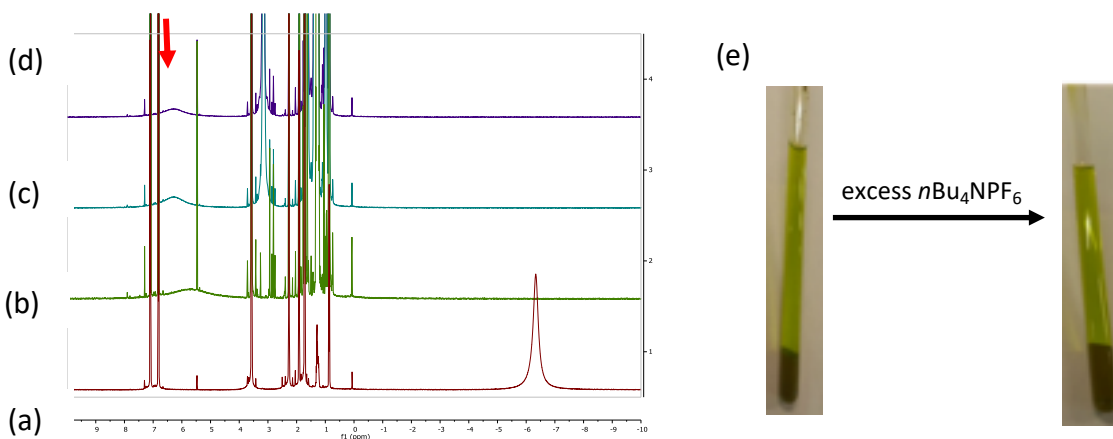 (d)
(c)
(b)
(a)
4
3
2
1
9 8 7 6 5 4 3 2 1 0 -1 -2 -3 -4 -5 -6 -7 -8 -9 -10
f1 (ppm)
(e)
excess nBu₄NPF₆